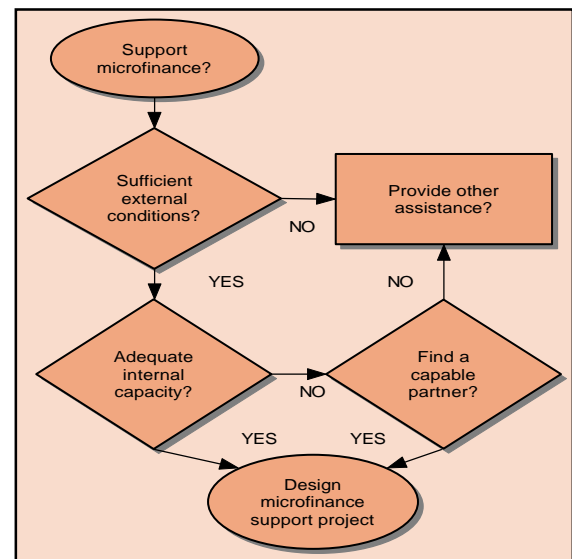 Support
microfinance?
Sufficient
external
conditions?
NO
Provide other
assistance?
YES
NO
Adequate
internal
capacity?
NO
Find a
capable
partner?
YES
YES
Design
microfinance
support project